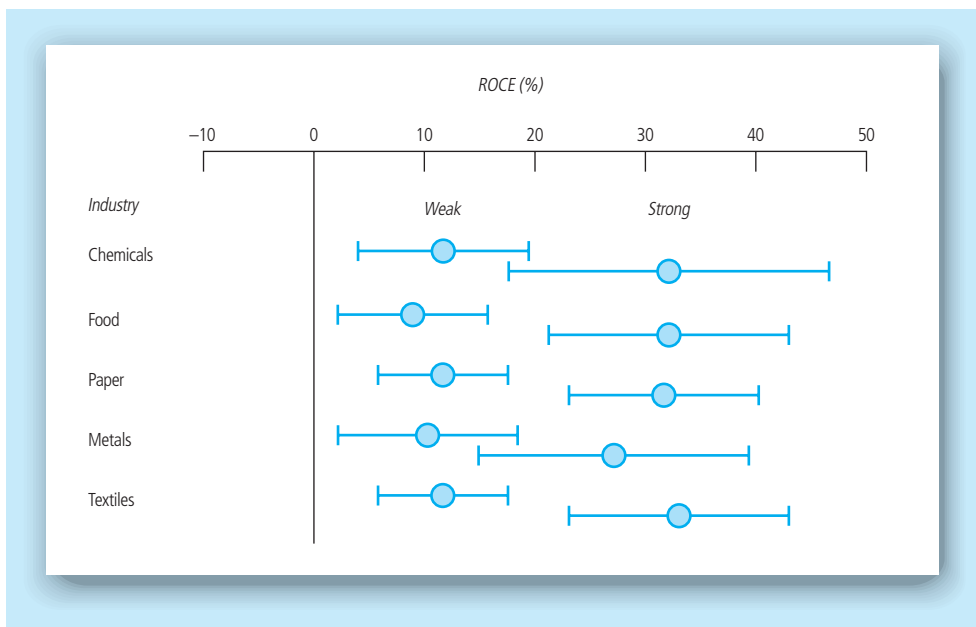 ROCE (%)
–10 0 10 20 30 40 50
Industry Weak Strong
Chemicals
Food
Paper
Metals
Textiles